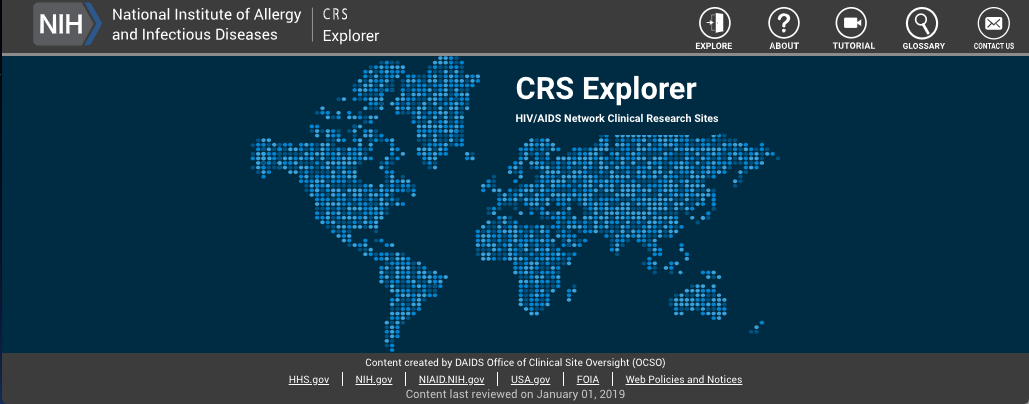 NIH
National Institute of Allergy
and Infectious Diseases
CRS
Explorer
EXPLORE
ABOUT
TUTORIAL
GLOSSARY
CONTACT US
CRS Explorer
HIV/AIDS Network Clinical Research Sites
Content created by DAIDS Office of Clinical Site Oversight (OCSO)
HHS.gov | NIH.gov | NIAID.NIH.gov | USA.gov | FOIA | Web Policies and Notices
Content last reviewed on January 01, 2019